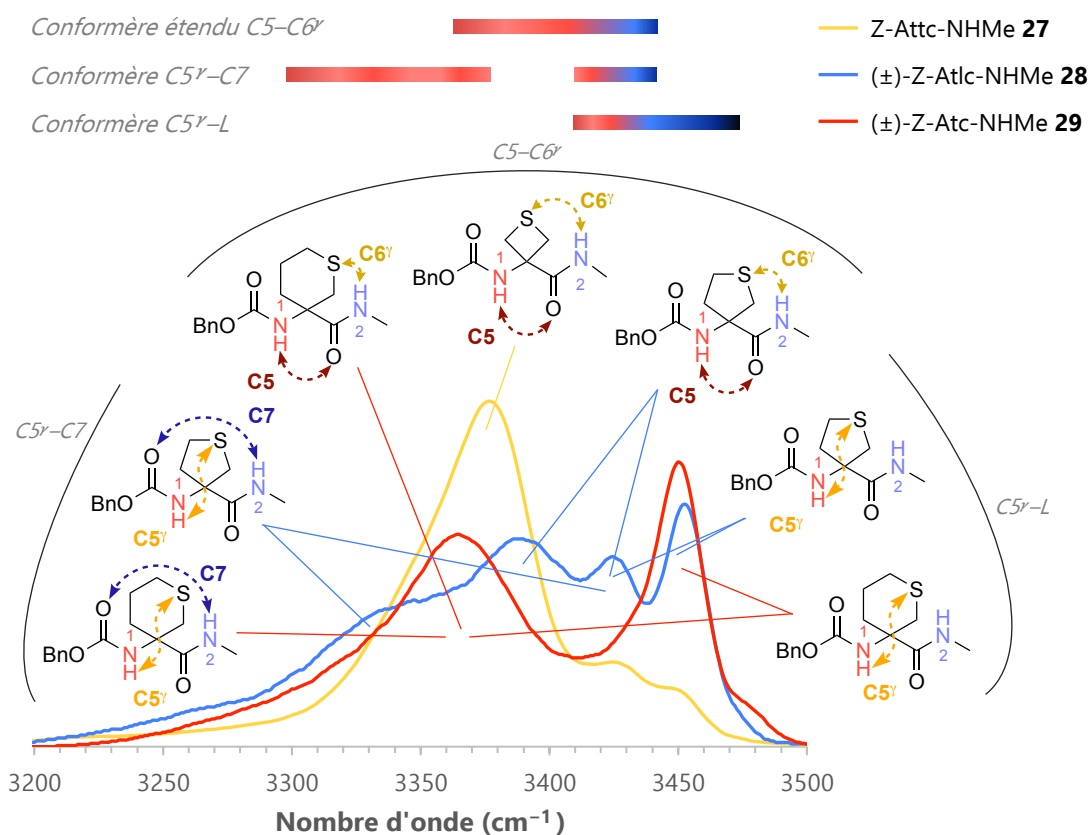 Conformère étendu C5–C6γ
Conformère C5γ–C7
Conformère C5γ–L
Z-Attc-NHMe 27
(±)-Z-Atlc-NHMe 28
(±)-Z-Atc-NHMe 29
C5–C6γ
S
C6γ
O
H
N
1
2
BnO
N
H
O
C5
S
C6γ
O
H
N
1
2
BnO
N
H
O
C5
S
C6γ
O
H
N
1
2
BnO
N
H
O
C5
C5γ–C7
C7
S
O
H
N
1
2
BnO
N
H
O
C5γ
C7
S
O
H
N
1
2
BnO
N
H
O
C5γ
C5γ–L
S
O
H
N
1
2
BnO
N
H
O
C5γ
S
O
H
N
1
2
BnO
N
H
O
C5γ
3200 3250 3300 3350 3400 3450 3500
Nombre d'onde (cm⁻¹)